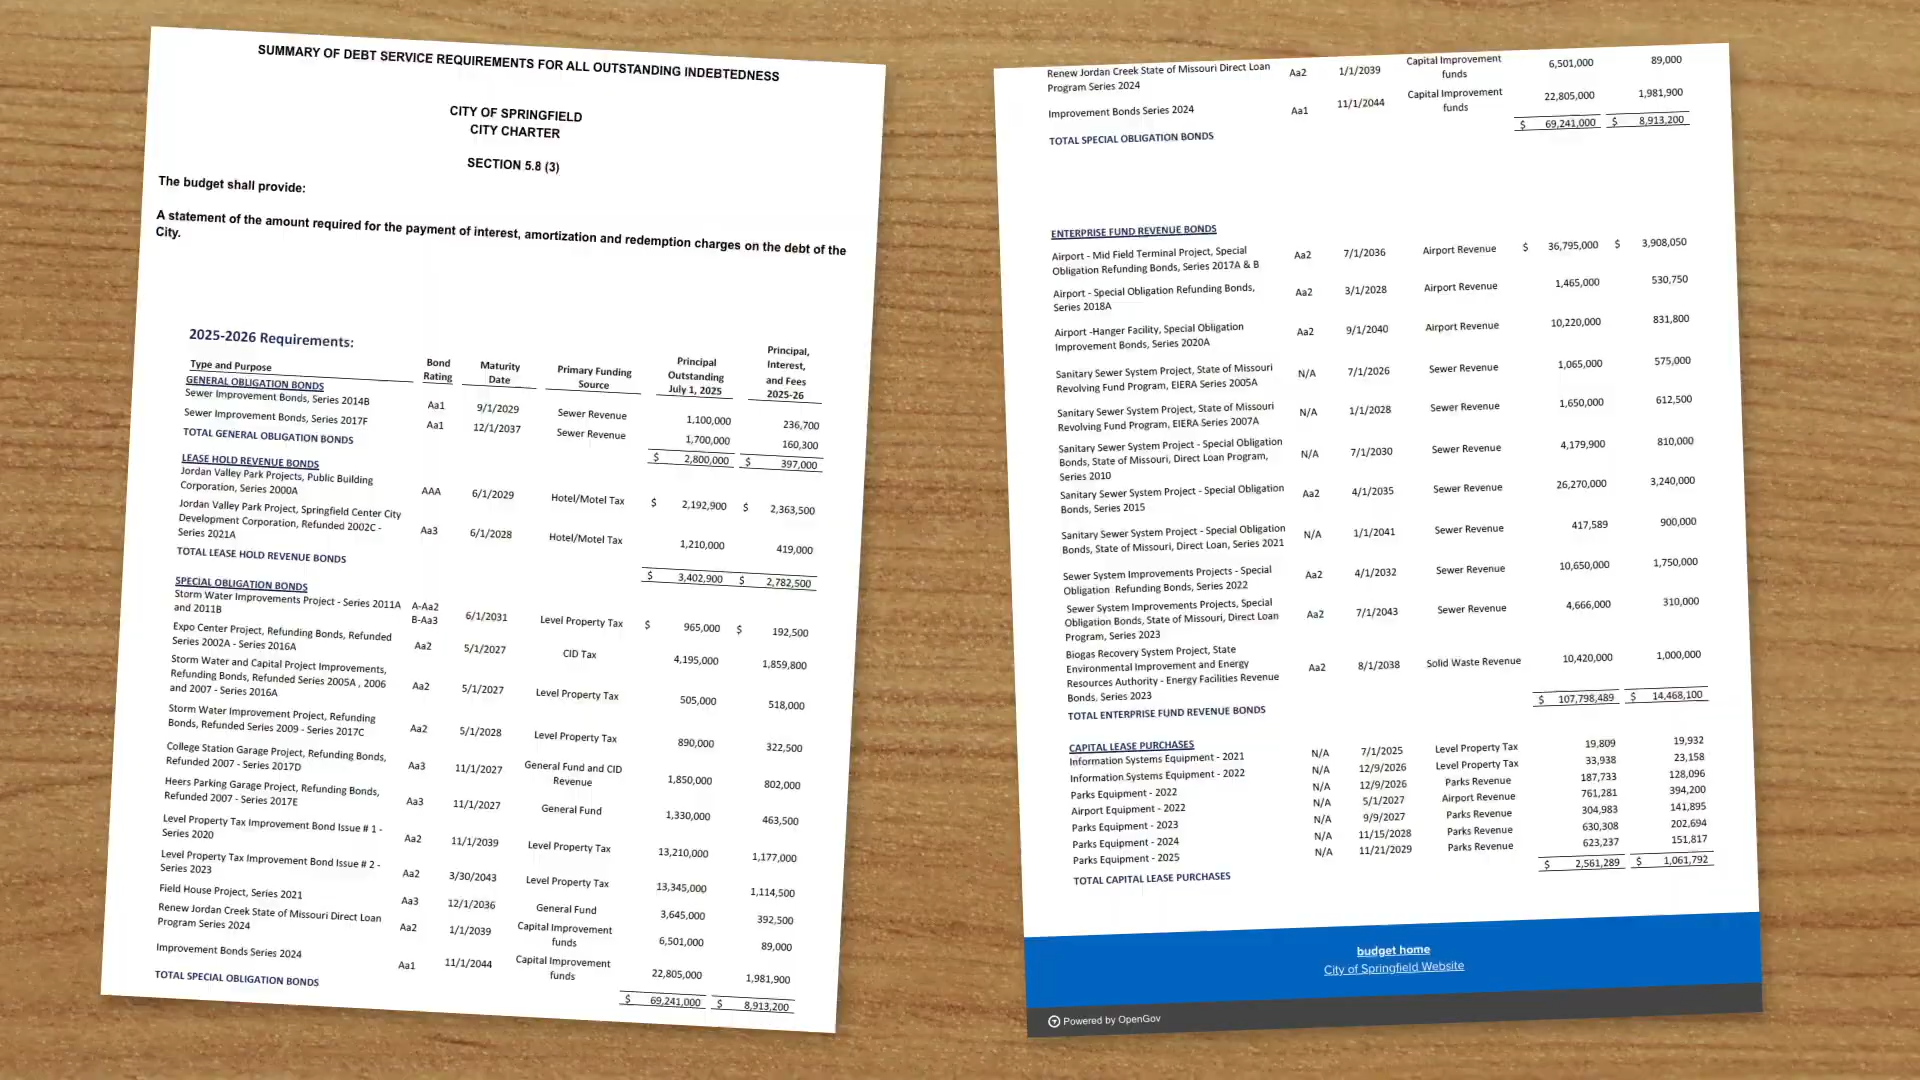 SUMMARY OF DEBT SERVICE REQUIREMENTS FOR ALL OUTSTANDING INDEBTEDNESS
CITY OF SPRINGFIELD
CITY CHARTER
SECTION 5.8 (3)
The budget shall provide:
A statement of the amount required for the payment of interest, amortization and redemption charges on the debt of the
City.
2025-2026 Requirements:
Type and Purpose
Bond
Rating
Maturity
Date
Primary Funding
Source
Principal
Outstanding
July 1, 2025
Principal,
Interest,
and Fees
2025-26
GENERAL OBLIGATION BONDS
Sewer Improvement Bonds, Series 2014B Aa1 9/1/2029 Sewer Revenue 1,100,000 236,700
Sewer Improvement Bonds, Series 2017F Aa1 12/1/2037 Sewer Revenue 1,700,000 160,300
TOTAL GENERAL OBLIGATION BONDS $ 2,800,000 $ 397,000
LEASE HOLD REVENUE BONDS
Jordan Valley Park Projects, Public Building
Corporation, Series 2000A AAA 6/1/2029 Hotel/Motel Tax $ 2,192,900 $ 2,363,500
Jordan Valley Park Project, Springfield Center City
Development Corporation, Refunded 2002C - Aa3 6/1/2028 Hotel/Motel Tax 1,210,000 419,000
Series 2021A
TOTAL LEASE HOLD REVENUE BONDS $ 3,402,900 $ 2,782,500
SPECIAL OBLIGATION BONDS
Storm Water Improvements Project - Series 2011A A-Aa2
and 2011B B-Aa3 6/1/2031 Level Property Tax $ 965,000 $ 192,500
Expo Center Project, Refunding Bonds, Refunded
Series 2002A - Series 2016A Aa2 5/1/2027 CID Tax 4,195,000 1,859,800
Storm Water and Capital Project Improvements,
Refunding Bonds, Refunded Series 2005A , 2006 Aa2 5/1/2027 Level Property Tax 505,000 518,000
and 2007 - Series 2016A
Storm Water Improvement Project, Refunding
Bonds, Refunded Series 2009 - Series 2017C Aa2 5/1/2028 Level Property Tax 890,000 322,500
College Station Garage Project, Refunding Bonds,
Refunded 2007 - Series 2017D Aa3 11/1/2027 General Fund and CID
Revenue 1,850,000 802,000
Heers Parking Garage Project, Refunding Bonds,
Refunded 2007 - Series 2017E Aa3 11/1/2027 General Fund 1,330,000 463,500
Level Property Tax Improvement Bond Issue # 1 -
Series 2020 Aa2 11/1/2039 Level Property Tax 13,210,000 1,177,000
Level Property Tax Improvement Bond Issue # 2 -
Series 2023 Aa2 3/30/2043 Level Property Tax 13,345,000 1,114,500
Field House Project, Series 2021 Aa3 12/1/2036 General Fund 3,645,000 392,500
Renew Jordan Creek State of Missouri Direct Loan
Program Series 2024 Aa2 1/1/2039 Capital Improvement
funds 6,501,000 89,000
Improvement Bonds Series 2024 Aa1 11/1/2044 Capital Improvement
funds 22,805,000 1,981,900
TOTAL SPECIAL OBLIGATION BONDS $ 69,241,000 $ 8,913,200
Renew Jordan Creek State of Missouri Direct Loan
Program Series 2024 Aa2 1/1/2039 Capital Improvement
funds 6,501,000 89,000
Improvement Bonds Series 2024 Aa1 11/1/2044 Capital Improvement
funds 22,805,000 1,981,900
$ 69,241,000 $ 8,913,200
TOTAL SPECIAL OBLIGATION BONDS
ENTERPRISE FUND REVENUE BONDS
Airport - Mid Field Terminal Project, Special
Obligation Refunding Bonds, Series 2017A & B Aa2 7/1/2036 Airport Revenue $ 36,795,000 $ 3,908,050
Airport - Special Obligation Refunding Bonds,
Series 2018A Aa2 3/1/2028 Airport Revenue 1,465,000 530,750
Airport -Hanger Facility, Special Obligation
Improvement Bonds, Series 2020A Aa2 9/1/2040 Airport Revenue 10,220,000 831,800
Sanitary Sewer System Project, State of Missouri
Revolving Fund Program, EIERA Series 2005A N/A 7/1/2026 Sewer Revenue 1,065,000 575,000
Sanitary Sewer System Project, State of Missouri
Revolving Fund Program, EIERA Series 2007A N/A 1/1/2028 Sewer Revenue 1,650,000 612,500
Sanitary Sewer System Project - Special Obligation
Bonds, State of Missouri, Direct Loan Program, N/A 7/1/2030 Sewer Revenue 4,179,900 810,000
Series 2010
Sanitary Sewer System Project - Special Obligation
Bonds, Series 2015 Aa2 4/1/2035 Sewer Revenue 26,270,000 3,240,000
Sanitary Sewer System Project - Special Obligation
Bonds, State of Missouri, Direct Loan, Series 2021 N/A 1/1/2041 Sewer Revenue 417,589 900,000
Sewer System Improvements Projects - Special
Obligation Refunding Bonds, Series 2022 Aa2 4/1/2032 Sewer Revenue 10,650,000 1,750,000
Sewer System Improvements Projects, Special
Obligation Bonds, State of Missouri, Direct Loan Aa2 7/1/2043 Sewer Revenue 4,666,000 310,000
Program, Series 2023
Biogas Recovery System Project, State
Environmental Improvement and Energy
Resources Authority - Energy Facilities Revenue Aa2 8/1/2038 Solid Waste Revenue 10,420,000 1,000,000
Bonds, Series 2023
$ 107,798,489 $ 14,468,100
TOTAL ENTERPRISE FUND REVENUE BONDS
CAPITAL LEASE PURCHASES
Information Systems Equipment - 2021 N/A 7/1/2025 Level Property Tax 19,809 19,932
Information Systems Equipment - 2022 N/A 12/9/2026 Level Property Tax 33,938 23,158
Parks Equipment - 2022 N/A 12/9/2026 Parks Revenue 187,733 128,096
Airport Equipment - 2022 N/A 5/1/2027 Airport Revenue 761,281 394,200
Parks Equipment - 2023 N/A 9/9/2027 Parks Revenue 304,983 141,895
Parks Equipment - 2024 N/A 11/15/2028 Parks Revenue 630,308 202,694
Parks Equipment - 2025 N/A 11/21/2029 Parks Revenue 623,237 151,817
$ 2,561,289 $ 1,061,792
TOTAL CAPITAL LEASE PURCHASES
budget home
City of Springfield Website
Powered by OpenGov